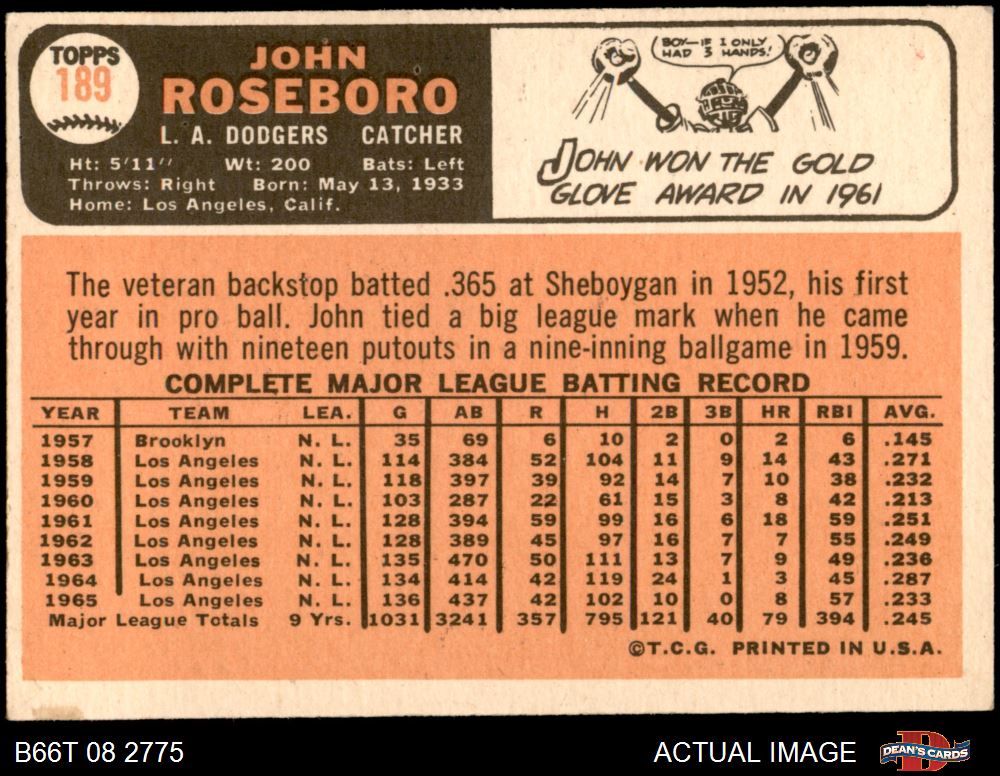 TOPPS
189
JOHN
ROSEBORO
L. A. DODGERS CATCHER
Ht: 5'11" Wt: 200 Bats: Left
Throws: Right Born: May 13, 1933
Home: Los Angeles, Calif.
BOY—IF I ONLY
HAD 3 HANDS!
JOHN WON THE GOLD
GLOVE AWARD IN 1961
The veteran backstop batted .365 at Sheboygan in 1952, his first
year in pro ball. John tied a big league mark when he came
through with nineteen putouts in a nine-inning ballgame in 1959.
COMPLETE MAJOR LEAGUE BATTING RECORD
YEAR TEAM LEA. G AB R H 2B 3B HR RBI AVG.
1957 Brooklyn N. L. 35 69 6 10 2 0 2 6 .145
1958 Los Angeles N. L. 114 384 52 104 11 9 14 43 .271
1959 Los Angeles N. L. 118 397 39 92 14 7 10 38 .232
1960 Los Angeles N. L. 103 287 22 61 15 3 8 42 .213
1961 Los Angeles N. L. 128 394 59 99 16 6 18 59 .251
1962 Los Angeles N. L. 128 389 45 97 16 7 7 55 .249
1963 Los Angeles N. L. 135 470 50 111 13 7 9 49 .236
1964 Los Angeles N. L. 134 414 42 119 24 1 3 45 .287
1965 Los Angeles N. L. 136 437 42 102 10 0 8 57 .233
Major League Totals 9 Yrs. 1031 3241 357 795 121 40 79 394 .245
©T.C.G. PRINTED IN U.S.A.
B66T 08 2775 ACTUAL IMAGE DEAN'S CARDS